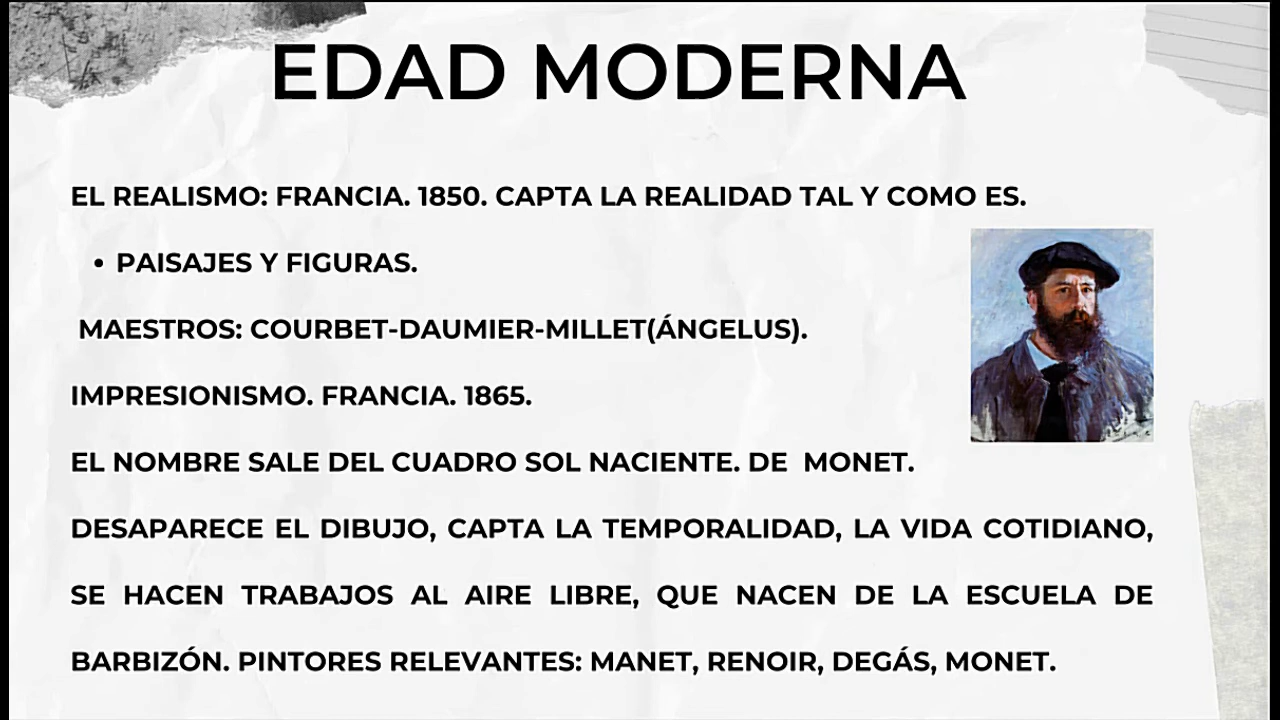 EDAD MODERNA
EL REALISMO: FRANCIA. 1850. CAPTA LA REALIDAD TAL Y COMO ES.
• PAISAJES Y FIGURAS.
MAESTROS: COURBET-DAUMIER-MILLET(ÁNGELUS).
IMPRESIONISMO. FRANCIA. 1865.
EL NOMBRE SALE DEL CUADRO SOL NACIENTE. DE MONET.
DESAPARECE EL DIBUJO, CAPTA LA TEMPORALIDAD, LA VIDA COTIDIANO,
SE HACEN TRABAJOS AL AIRE LIBRE, QUE NACEN DE LA ESCUELA DE
BARBIZÓN. PINTORES RELEVANTES: MANET, RENOIR, DEGÁS, MONET.